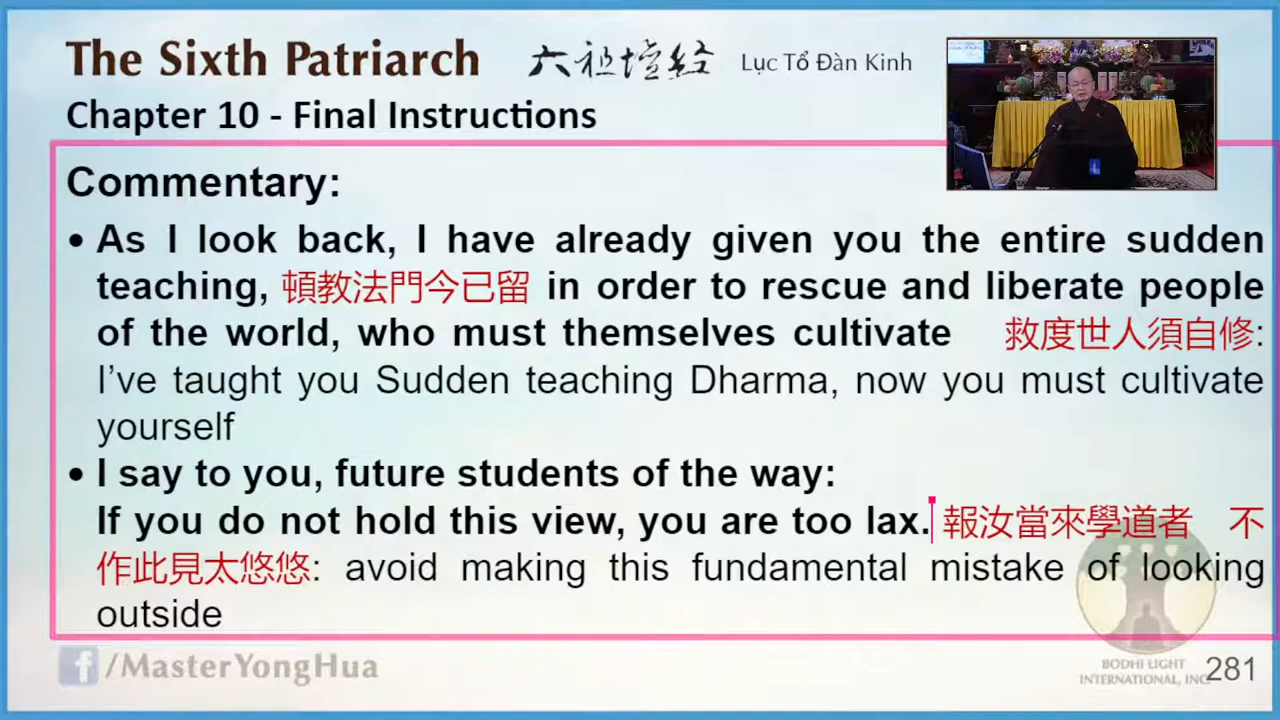 The Sixth Patriarch 六祖壇經 Lục Tổ Đàn Kinh
Chapter 10 - Final Instructions
Commentary:
• As I look back, I have already given you the entire sudden
teaching, 頓教法門今已留 in order to rescue and liberate people
of the world, who must themselves cultivate 救度世人須自修:
I’ve taught you Sudden teaching Dharma, now you must cultivate
yourself
• I say to you, future students of the way:
If you do not hold this view, you are too lax. 報汝當來學道者 不
作此見太悠悠: avoid making this fundamental mistake of looking
outside
f/MasterYongHua
BODHI LIGHT
INTERNATIONAL, INC.
281